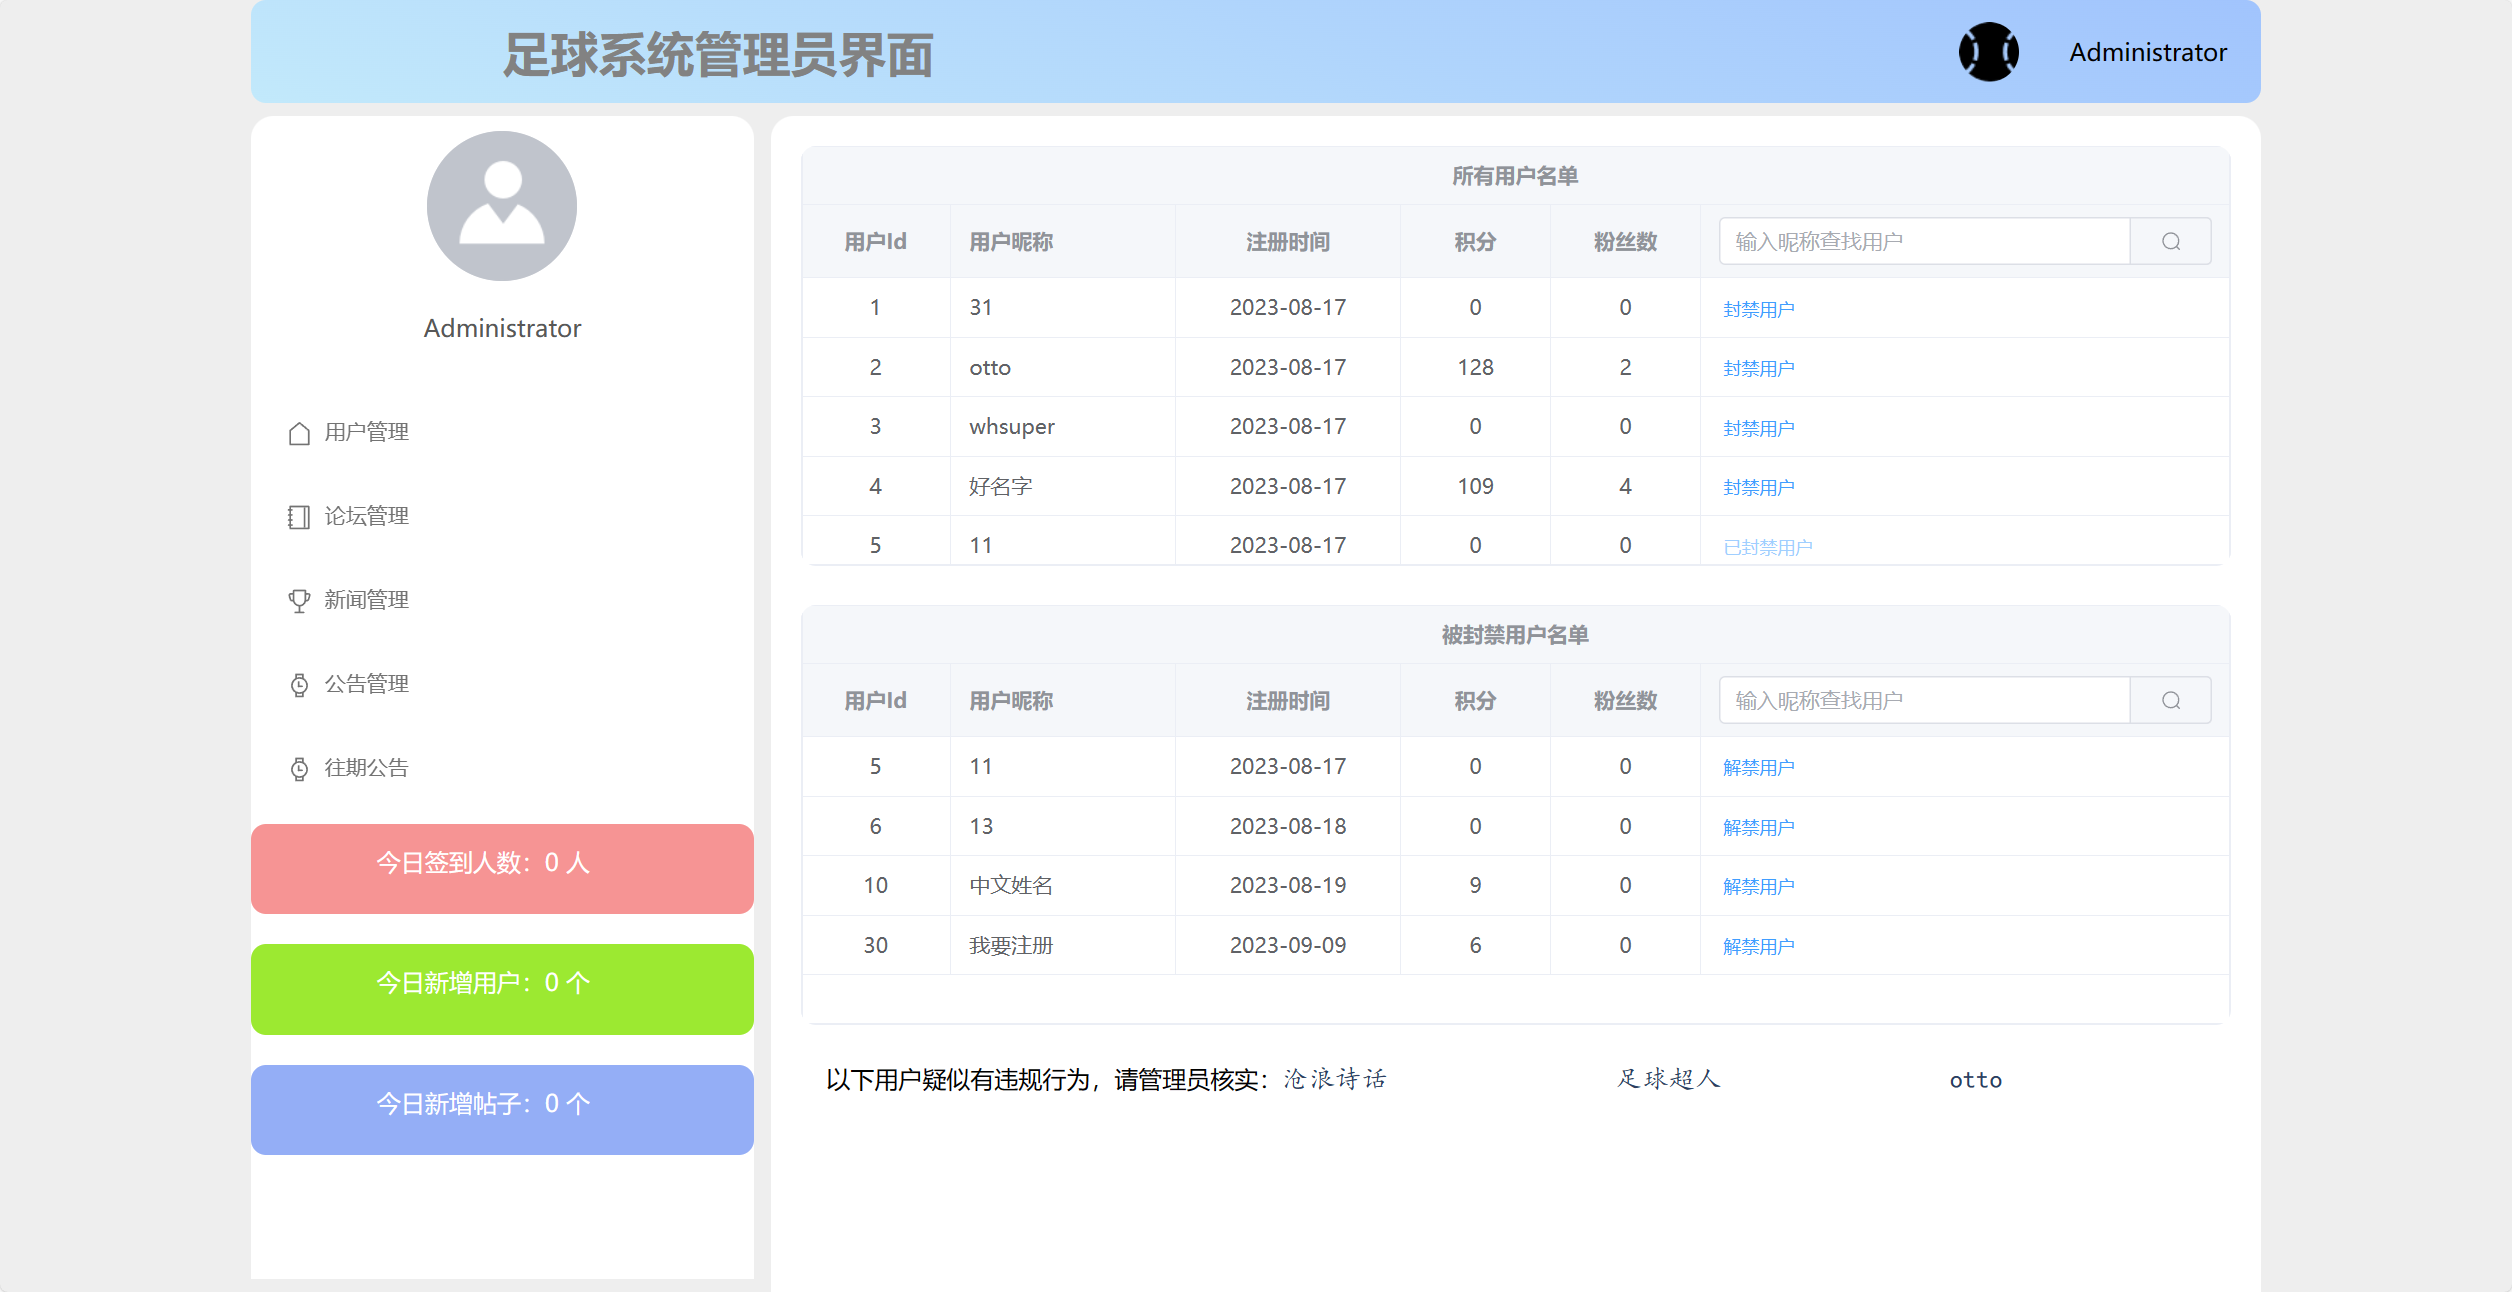 足球系统管理员界面
Administrator
Administrator
用户管理
论坛管理
新闻管理
公告管理
往期公告
今日签到人数：0 人
今日新增用户：0 个
今日新增帖子：0 个
所有用户名单
用户Id 用户昵称 注册时间 积分 粉丝数 输入昵称查找用户
1 31 2023-08-17 0 0 封禁用户
2 otto 2023-08-17 128 2 封禁用户
3 whsuper 2023-08-17 0 0 封禁用户
4 好名字 2023-08-17 109 4 封禁用户
5 11 2023-08-17 0 0 已封禁用户
被封禁用户名单
用户Id 用户昵称 注册时间 积分 粉丝数 输入昵称查找用户
5 11 2023-08-17 0 0 解禁用户
6 13 2023-08-18 0 0 解禁用户
10 中文姓名 2023-08-19 9 0 解禁用户
30 我要注册 2023-09-09 6 0 解禁用户
以下用户疑似有违规行为，请管理员核实：沧浪诗话 足球超人 otto